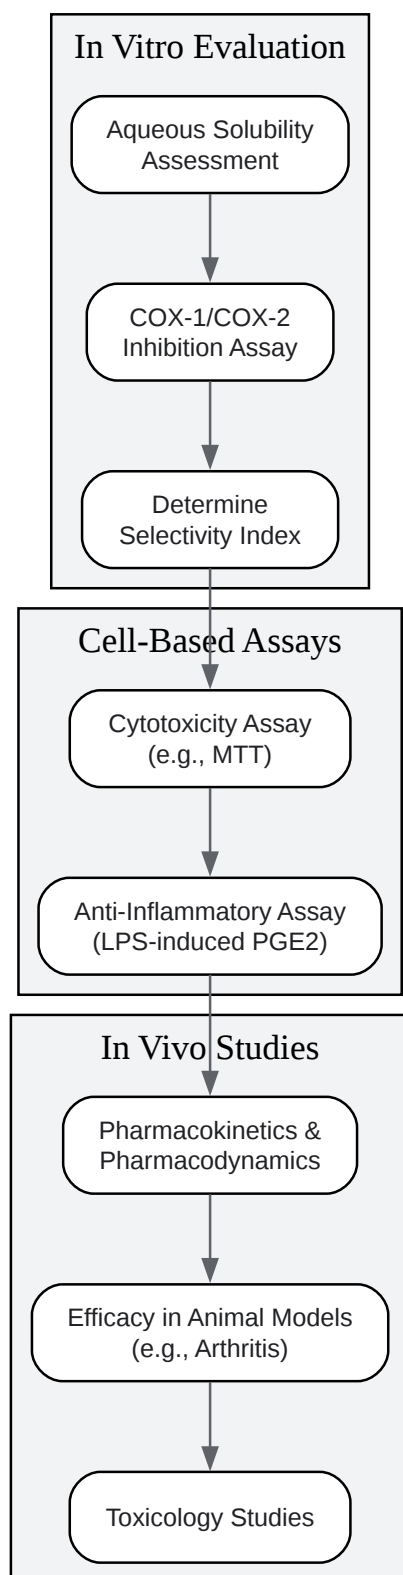 In Vitro Evaluation
Aqueous Solubility
Assessment
COX-1/COX-2
Inhibition Assay
Determine
Selectivity Index
Cell-Based Assays
Cytotoxicity Assay
(e.g., MTT)
Anti-Inflammatory Assay
(LPS-induced PGE2)
In Vivo Studies
Pharmacokinetics &
Pharmacodynamics
Efficacy in Animal Models
(e.g., Arthritis)
Toxicology Studies